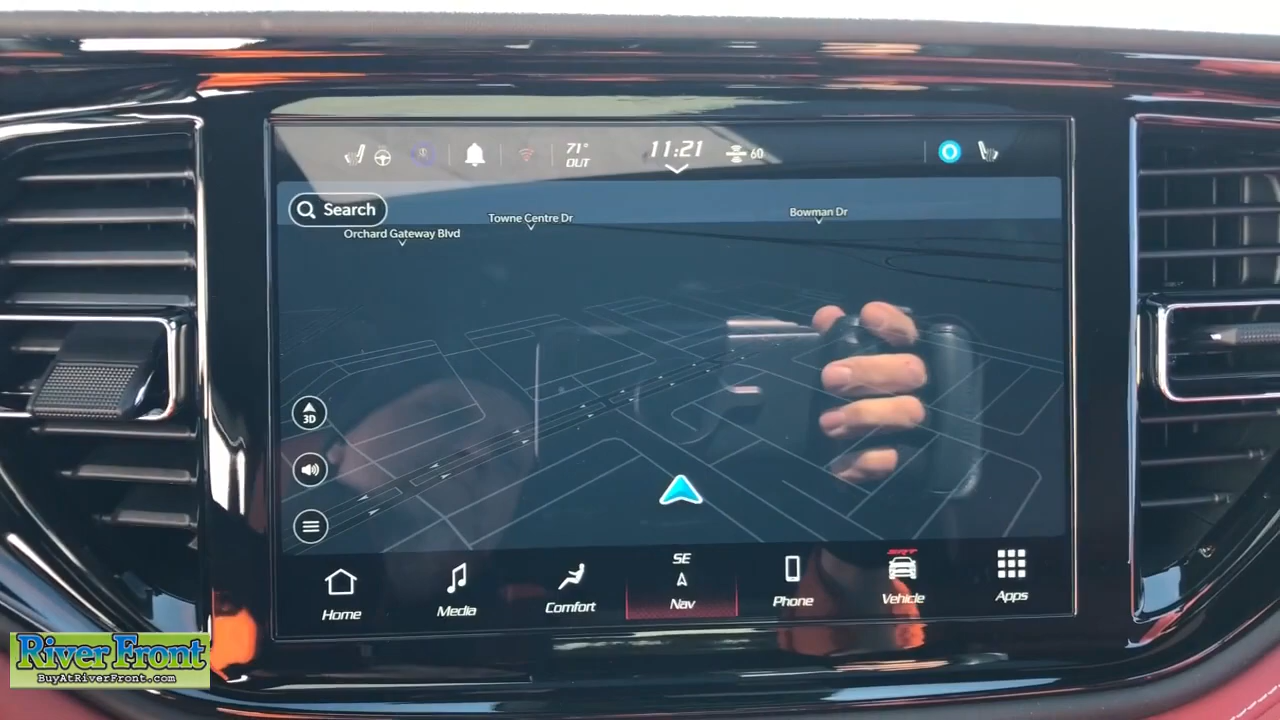 71°
OUT
11:21
60
Search
Towne Centre Dr
Bowman Dr
Orchard Gateway Blvd
3D
SE
SRT
Home
Media
Comfort
Nav
Phone
Vehicle
Apps
River Front
BuyAtRiverFront.com